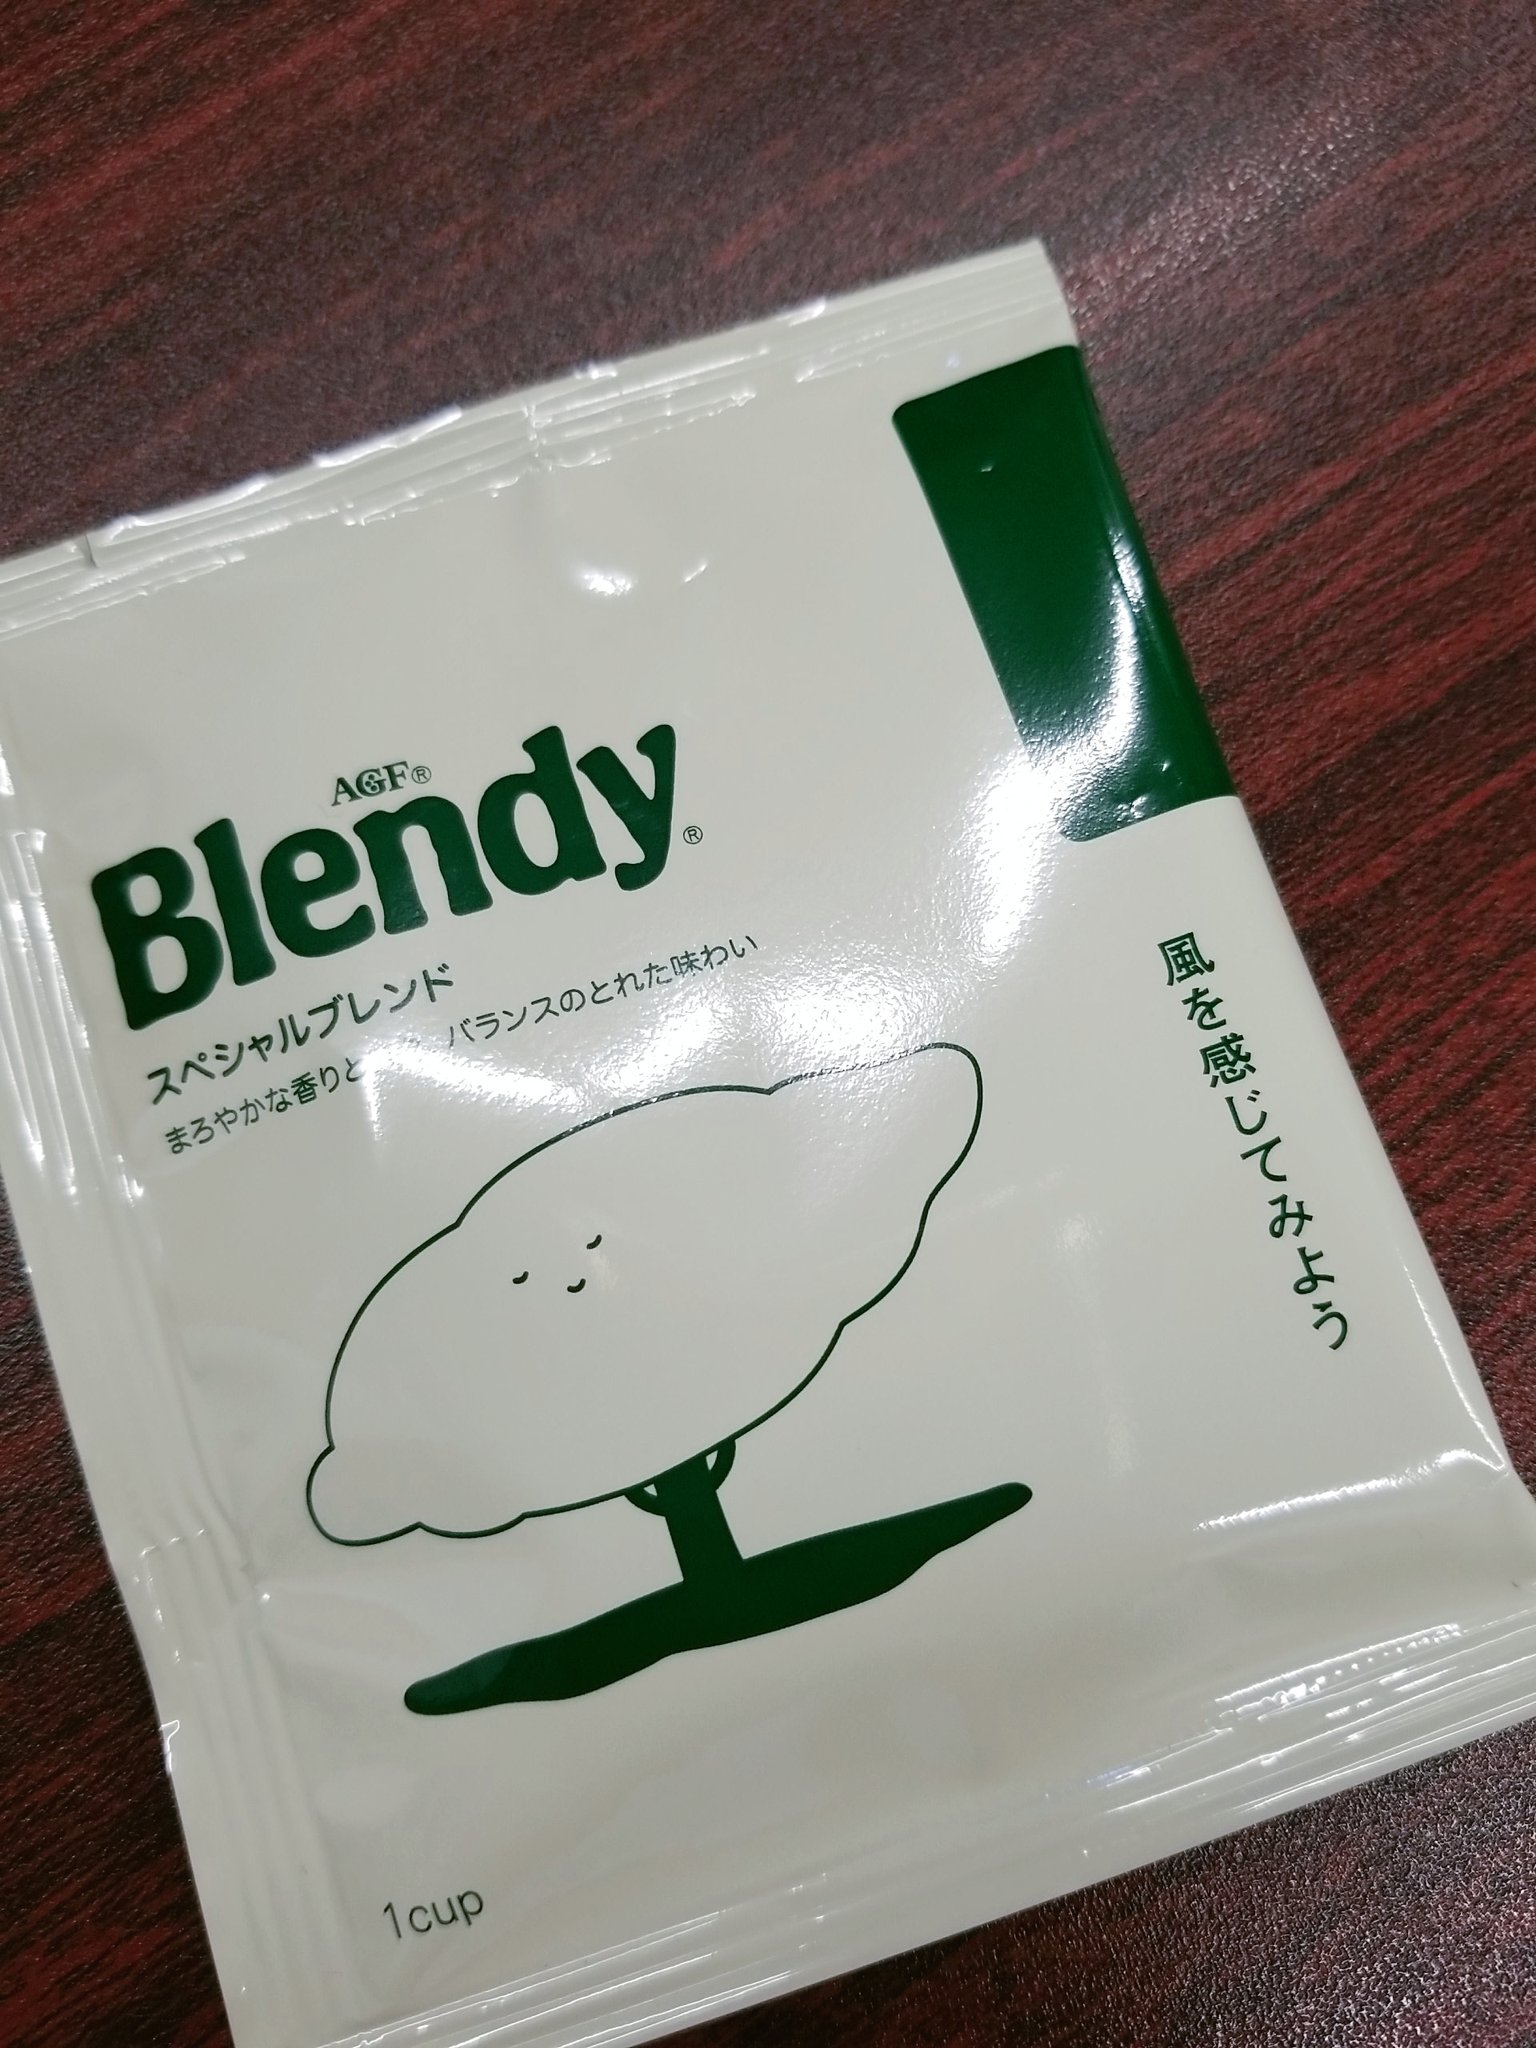 AGF®
Blendy®
スペシャルブレンド
まろやかな香りと バランスのとれた味わい
風を感じてみよう
1cup